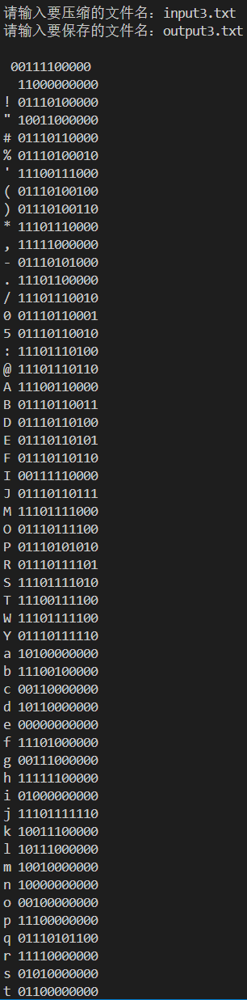 请输入要压缩的文件名: input3.txt
请输入要保存的文件名: output3.txt
00111100000
11000000000
! 01110100000
" 10011000000
# 01110110000
% 01110100010
' 11100111000
( 01110100100
) 01110100110
* 11101110000
, 11111000000
- 01110101000
. 11101100000
/ 11101110010
0 01110110001
5 01110110010
: 11101110100
@ 11101110110
A 11100110000
B 01110110011
D 01110110100
E 01110110101
F 01110110110
I 00111110000
J 01110110111
M 11101111000
O 01110111100
P 01110101010
R 01110111101
S 11101111010
T 11100111100
W 11101111100
Y 01110111110
a 10100000000
b 11100100000
c 00110000000
d 10110000000
e 00000000000
f 11101000000
g 00111000000
h 11111100000
i 01000000000
j 11101111110
k 10011100000
l 10111000000
m 10010000000
n 10000000000
o 00100000000
p 11100000000
q 01110101100
r 11110000000
s 01010000000
t 01100000000